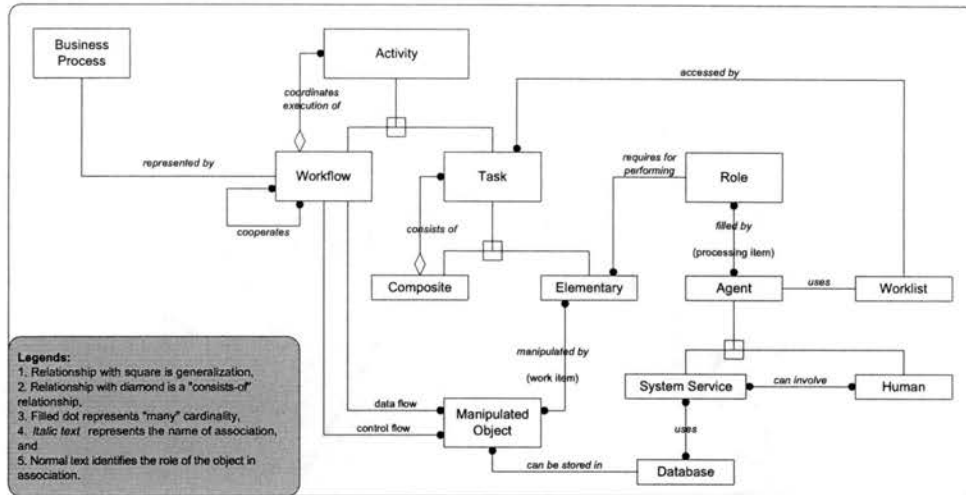 Business
Process
Activity
accessed by
coordinates
execution of
represented by
Workflow
Task
requires for
performing
Role
cooperates
consists of
filled by
(processing item)
Composite
Elementary
Agent
uses
Worklist
manipulated by
(work item)
System Service
can involve
Human
data flow
control flow
Manipulated
Object
uses
can be stored in
Database
Legends:
1. Relationship with square is generalization,
2. Relationship with diamond is a "consists-of"
relationship,
3. Filled dot represents "many" cardinality,
4. Italic text represents the name of association,
and
5. Normal text identifies the role of the object in
association.